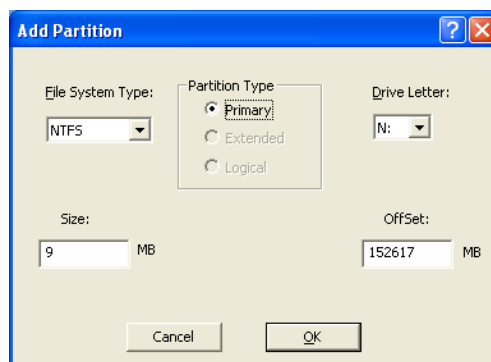 Add Partition
File System Type:
Partition Type
Drive Letter:
NTFS
Primary
Extended
Logical
N:
Size:
OffSet:
9 MB
152617 MB
Cancel
OK